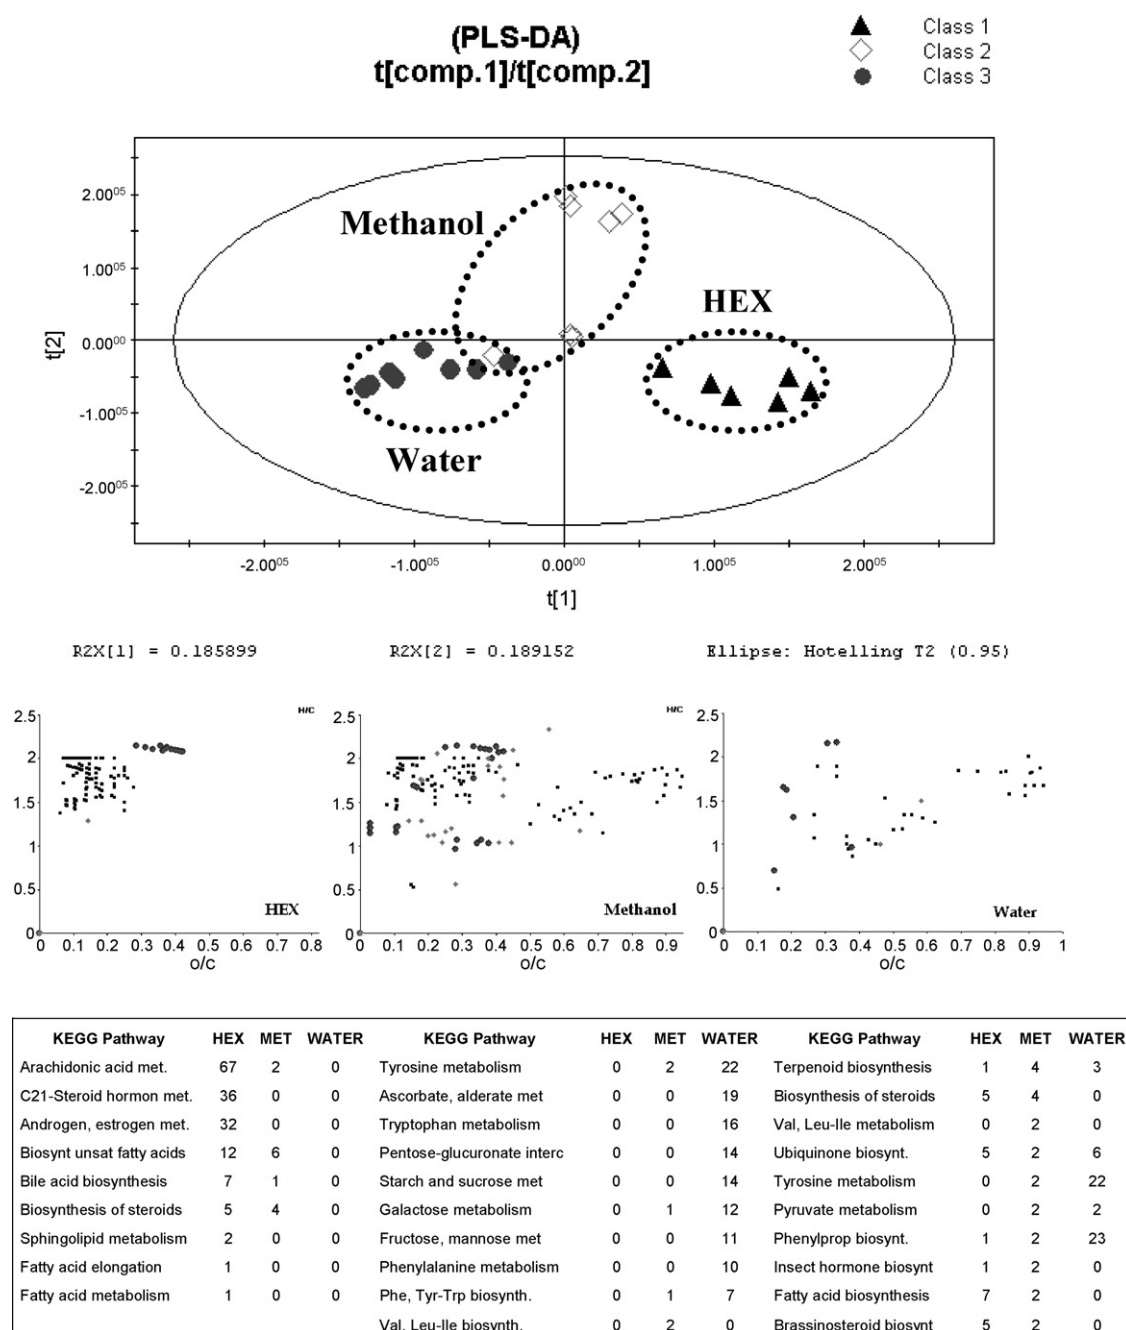 (PLS-DA)
t[comp.1]/t[comp.2]
Class 1
Class 2
Class 3
t[2]
2.00⁰⁵
1.00⁰⁵
0.00⁰⁰
-1.00⁰⁵
-2.00⁰⁵
Methanol
HEX
Water
-2.00⁰⁵ -1.00⁰⁵ 0.00⁰⁰ 1.00⁰⁵ 2.00⁰⁵
t[1]
R2X[1] = 0.185899 R2X[2] = 0.189152 Ellipse: Hotelling T2 (0.95)
H/C
2.5
2
1.5
1
0.5
0
HEX
0 0.1 0.2 0.3 0.4 0.5 0.6 0.7 0.8
O/C
H/C
2.5
2
1.5
1
0.5
0
Methanol
0 0.1 0.2 0.3 0.4 0.5 0.6 0.7 0.8 0.9
O/C
2.5
2
1.5
1
0.5
0
Water
0 0.1 0.2 0.3 0.4 0.5 0.6 0.7 0.8 0.9 1
O/C
KEGG Pathway HEX MET WATER KEGG Pathway HEX MET WATER KEGG Pathway HEX MET WATER
Arachidonic acid met. 67 2 0 Tyrosine metabolism 0 2 22 Terpenoid biosynthesis 1 4 3
C21-Steroid hormon met. 36 0 0 Ascorbate, alderate met 0 0 19 Biosynthesis of steroids 5 4 0
Androgen, estrogen met. 32 0 0 Tryptophan metabolism 0 0 16 Val, Leu-Ile metabolism 0 2 0
Biosynt unsat fatty acids 12 6 0 Pentose-glucuronate interc 0 0 14 Ubiquinone biosynt. 5 2 6
Bile acid biosynthesis 7 1 0 Starch and sucrose met 0 0 14 Tyrosine metabolism 0 2 22
Biosynthesis of steroids 5 4 0 Galactose metabolism 0 1 12 Pyruvate metabolism 0 2 2
Sphingolipid metabolism 2 0 0 Fructose, mannose met 0 0 11 Phenylprop biosynt. 1 2 23
Fatty acid elongation 1 0 0 Phenylalanine metabolism 0 0 10 Insect hormone biosynt 1 2 0
Fatty acid metabolism 1 0 0 Phe, Tyr-Trp biosynth. 0 1 7 Fatty acid biosynthesis 7 2 0
Val, Leu-Ile biosynth. 0 2 0 Brassinosteroid biosynt 5 2 0